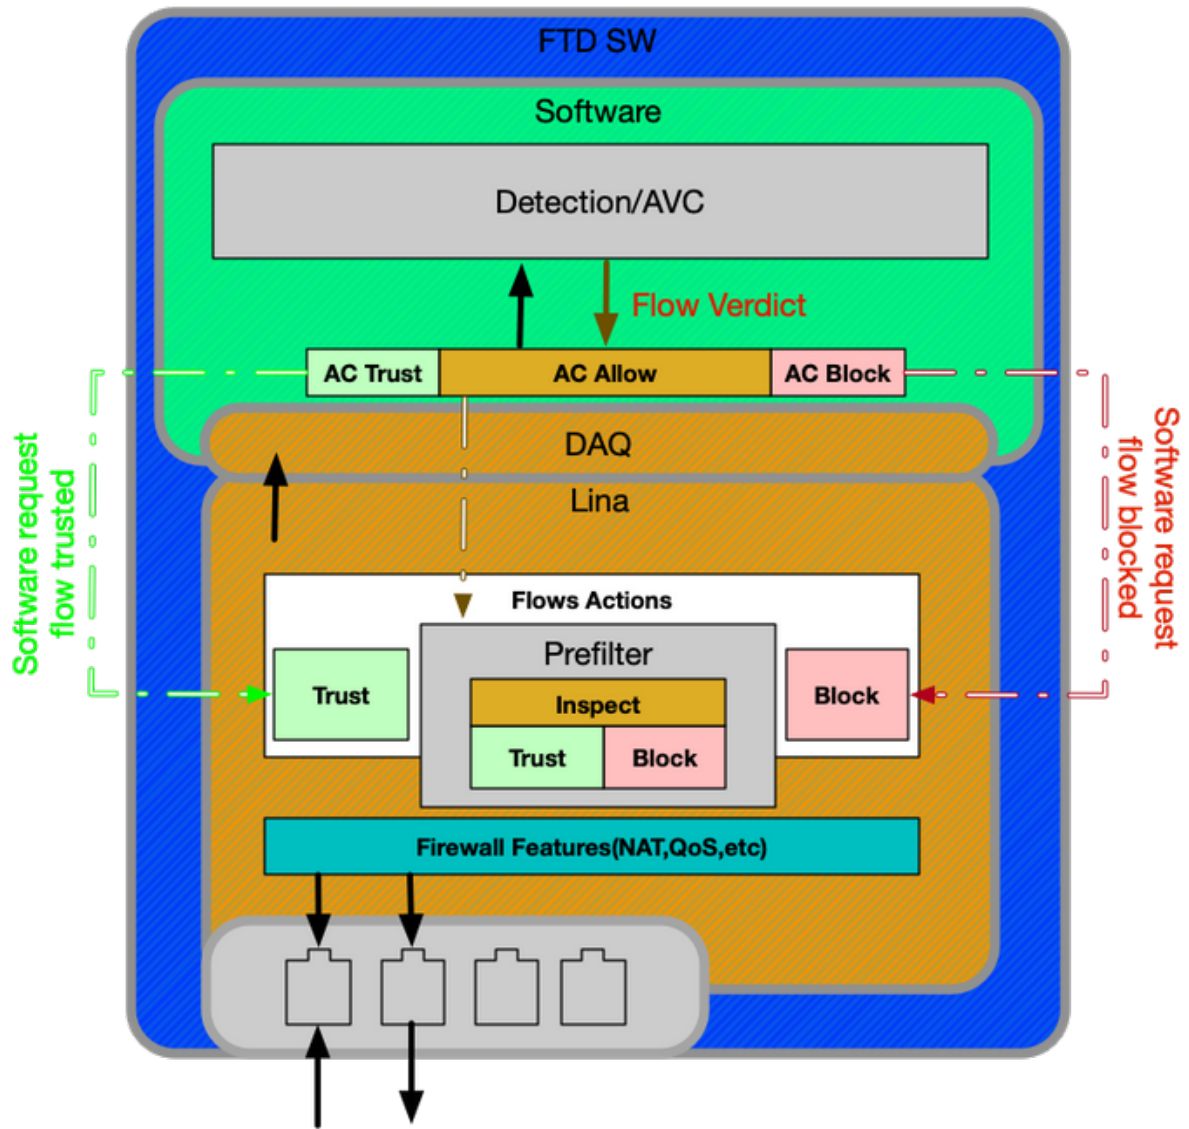 FTD SW
Software
Detection/AVC
Flow Verdict
AC Trust
AC Allow
AC Block
DAQ
Lina
Software request
flow trusted
Software request
flow blocked
Flows Actions
Prefilter
Inspect
Trust
Trust
Block
Block
Firewall Features(NAT,QoS,etc)